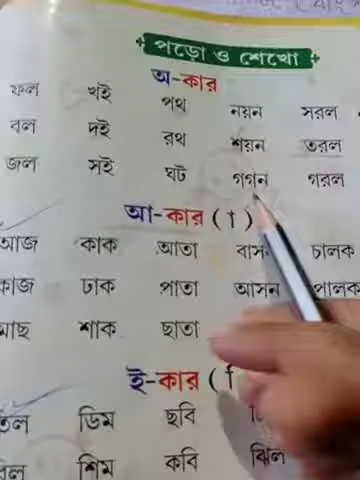 পড়ো ও শেখো
অ-কার
ফল খই পথ নয়ন সরল
বল দই রথ শয়ন তরল
জল সই ঘট গগন গরল
আ-কার (া)
আজ কাক আতা চালক
কাজ ঢাক পাতা আসন পালক
মাছ শাক ছাতা
ই-কার (ি
তিল ডিম ছবি
শিম কবি ঝিল